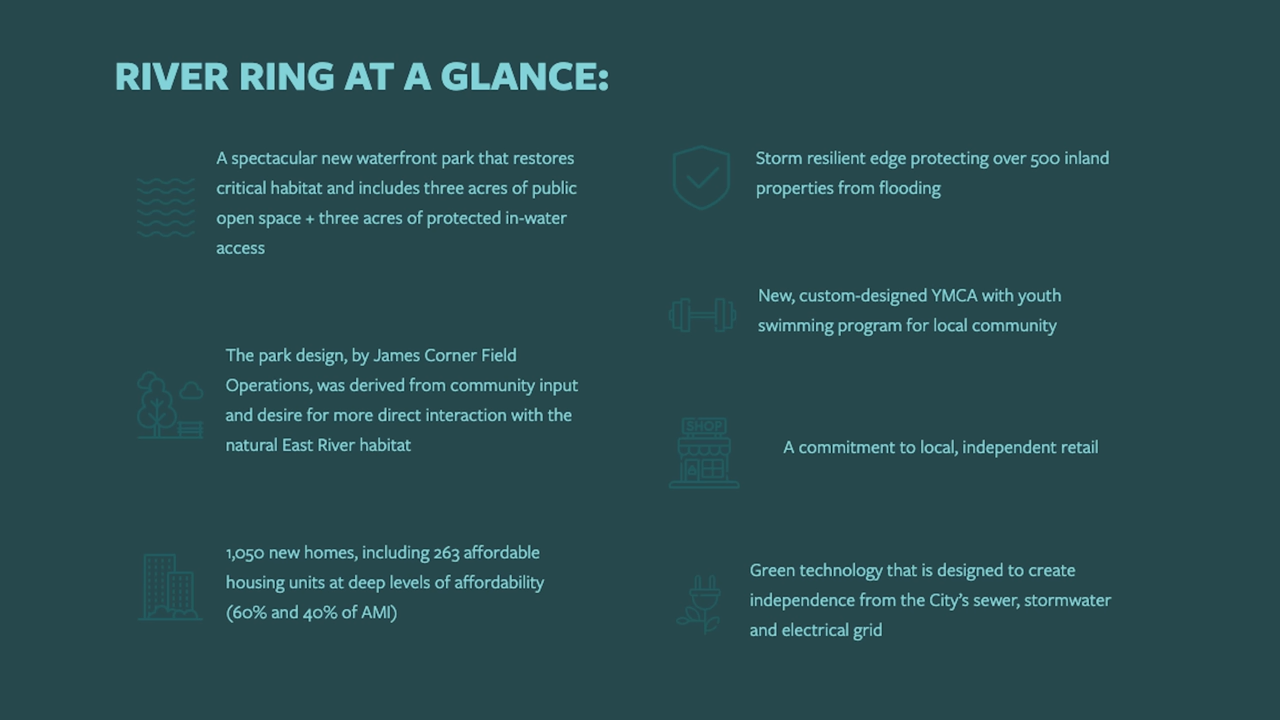 RIVER RING AT A GLANCE:
A spectacular new waterfront park that restores
critical habitat and includes three acres of public
open space + three acres of protected in-water
access
The park design, by James Corner Field
Operations, was derived from community input
and desire for more direct interaction with the
natural East River habitat
1,050 new homes, including 263 affordable
housing units at deep levels of affordability
(60% and 40% of AMI)
Storm resilient edge protecting over 500 inland
properties from flooding
New, custom-designed YMCA with youth
swimming program for local community
SHOP
A commitment to local, independent retail
Green technology that is designed to create
independence from the City’s sewer, stormwater
and electrical grid